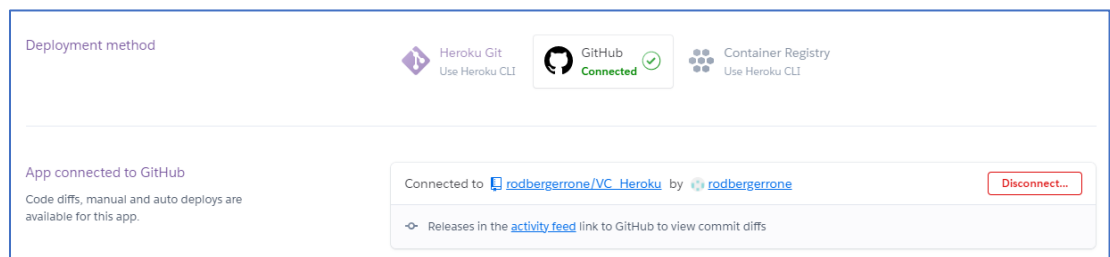 Deployment method
Heroku Git
Use Heroku CLI
GitHub
Connected
Container Registry
Use Heroku CLI
App connected to GitHub
Code diffs, manual and auto deploys are
available for this app.
Connected to rodbergerrone/VC_Heroku by rodbergerrone
Disconnect...
Releases in the activity feed link to GitHub to view commit diffs